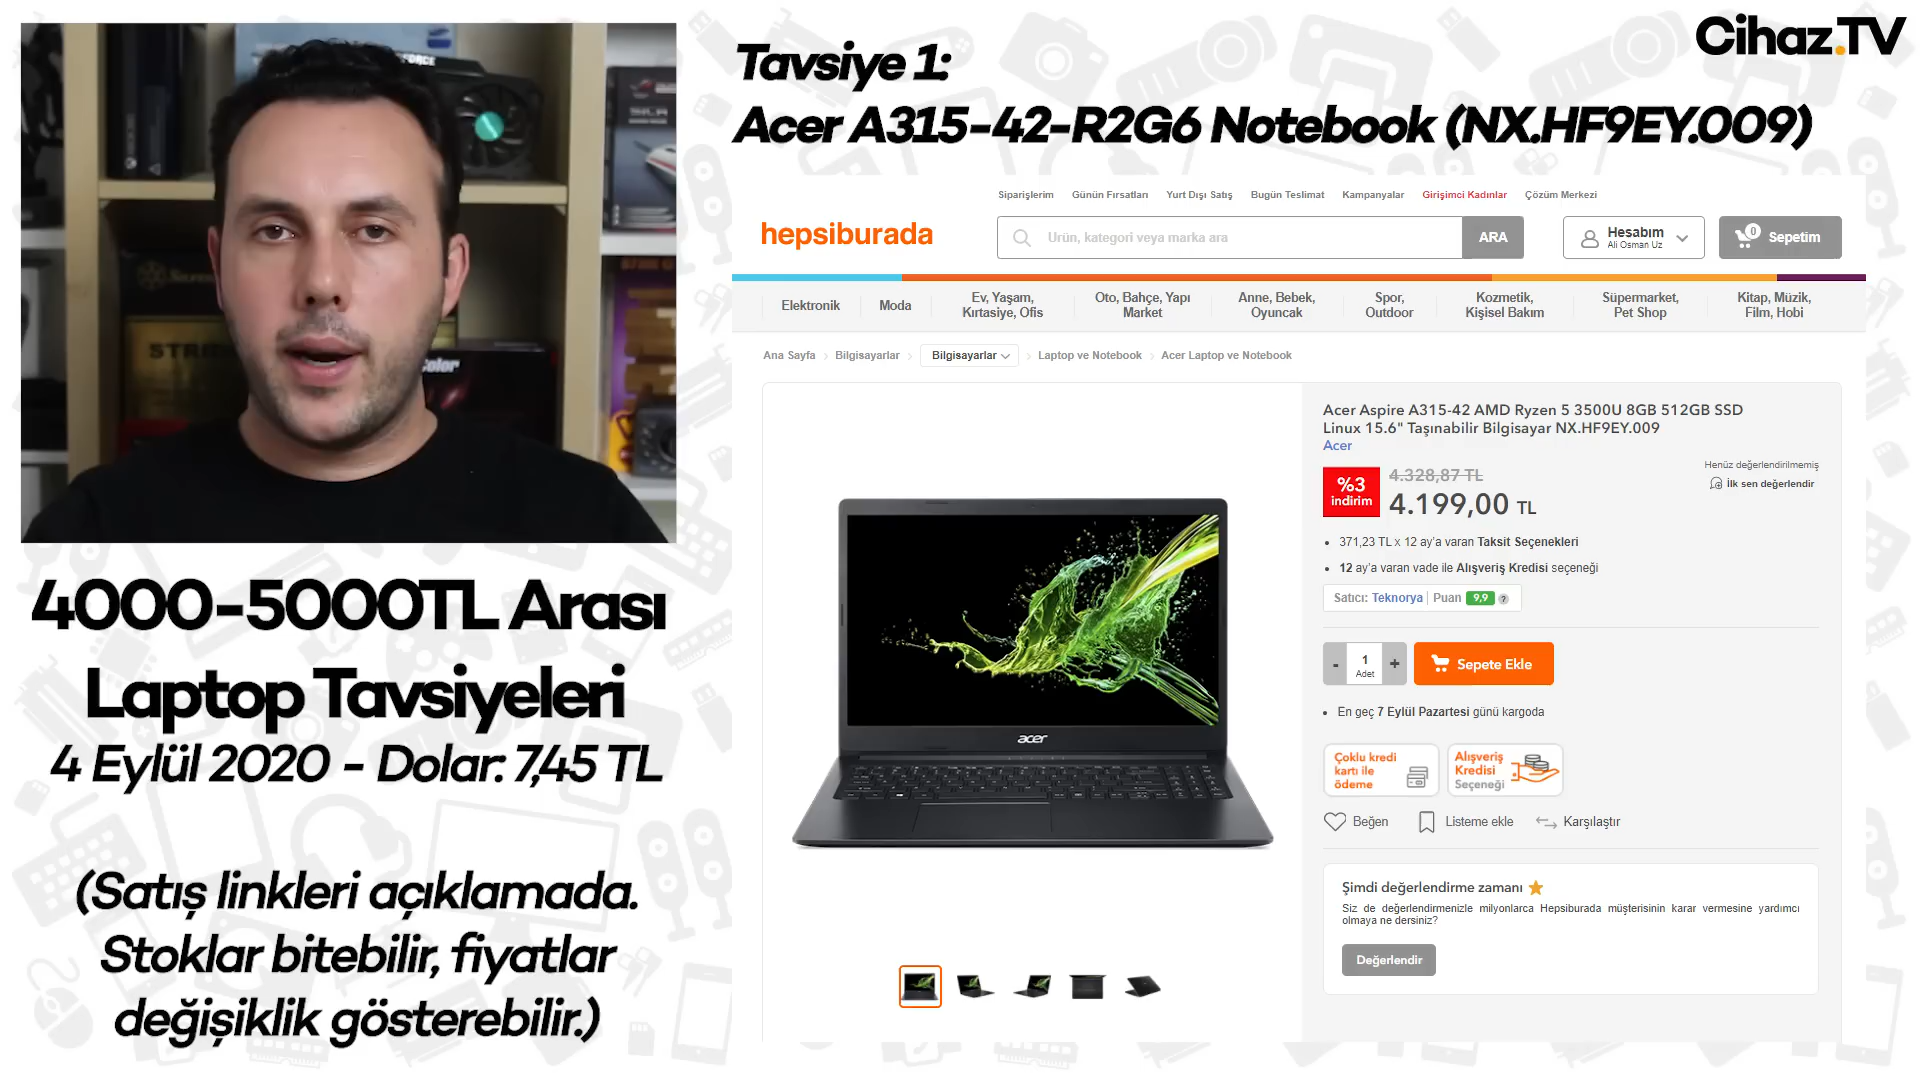 Cihaz.TV
Tavsiye 1:
Acer A315-42-R2G6 Notebook (NX.HF9EY.009)
4000-5000TL Arası
Laptop Tavsiyeleri
4 Eylül 2020 - Dolar: 7,45 TL
(Satış linkleri açıklamada.
Stoklar bitebilir, fiyatlar
değişiklik gösterebilir.)
Siparişlerim Günün Fırsatları Yurt Dışı Satış Bugün Teslimat Kampanyalar Girişimci Kadınlar Çözüm Merkezi
hepsiburada
Ürün, kategori veya marka ara
ARA
Hesabım
Ali Osman Uz
0
Sepetim
Elektronik
Moda
Ev, Yaşam,
Kırtasiye, Ofis
Oto, Bahçe, Yapı
Market
Anne, Bebek,
Oyuncak
Spor,
Outdoor
Kozmetik,
Kişisel Bakım
Süpermarket,
Pet Shop
Kitap, Müzik,
Film, Hobi
Ana Sayfa Bilgisayarlar Bilgisayarlar Laptop ve Notebook Acer Laptop ve Notebook
acer
Acer Aspire A315-42 AMD Ryzen 5 3500U 8GB 512GB SSD
Linux 15.6" Taşınabilir Bilgisayar NX.HF9EY.009
Acer
%3
indirim
4.328,87 TL
4.199,00 TL
Henüz değerlendirilmemiş
İlk sen değerlendir
371,23 TL x 12 ay'a varan Taksit Seçenekleri
12 ay'a varan vade ile Alışveriş Kredisi seçeneği
Satıcı: Teknorya Puan 9,9 ?
- 1 +
Adet
Sepete Ekle
En geç 7 Eylül Pazartesi günü kargoda
Çoklu kredi
kartı ile
ödeme
Alışveriş
Kredisi
Seçeneği
Beğen
Listeme ekle
Karşılaştır
Şimdi değerlendirme zamanı
Siz de değerlendirmenizle milyonlarca Hepsiburada müşterisinin karar vermesine yardımcı
olmaya ne dersiniz?
Değerlendir